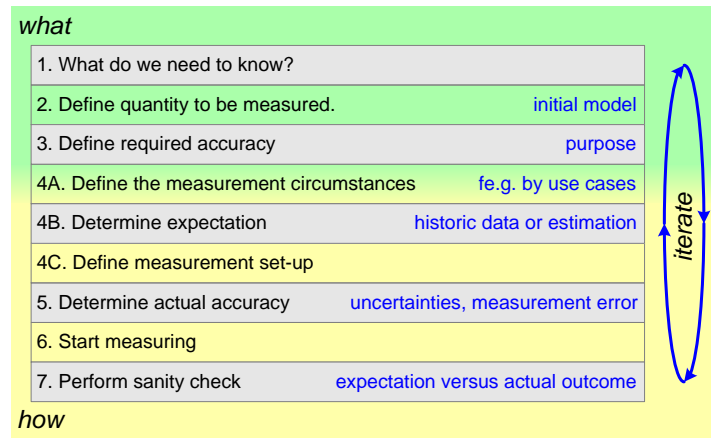 what
1. What do we need to know?
2. Define quantity to be measured. initial model
3. Define required accuracy purpose
4A. Define the measurement circumstances fe.g. by use cases
4B. Determine expectation historic data or estimation
4C. Define measurement set-up
5. Determine actual accuracy uncertainties, measurement error
6. Start measuring
7. Perform sanity check expectation versus actual outcome
how
iterate